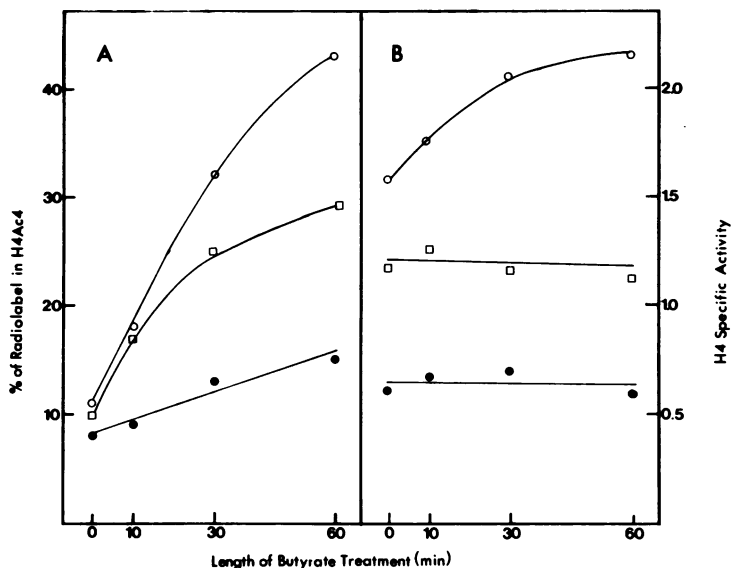 A
B
40
30
20
10
2.0
1.5
1.0
0.5
% of Radiolabel in H4Ac4
H4 Specific Activity
0 10 30 60
0 10 30 60
Length of Butyrate Treatment (min)